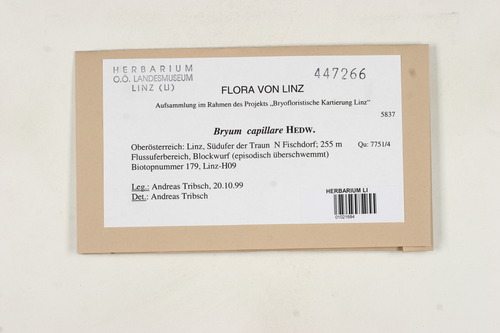 HERBARIUM
O.Ö. LANDESMUSEUM
LINZ (LI)
447266
FLORA VON LINZ
Aufsammlung im Rahmen des Projekts „Bryofloristische Kartierung Linz“
5837
Bryum capillare HEDW.
Oberösterreich: Linz, Südufer der Traun N Fischdorf; 255 m Qu: 7751/4
Flussuferbereich, Blockwurf (episodisch überschwemmt)
Biotopnummer 179, Linz-H09
Leg.: Andreas Tribsch, 20.10.99
Det.: Andreas Tribsch
HERBARIUM LI
01021684